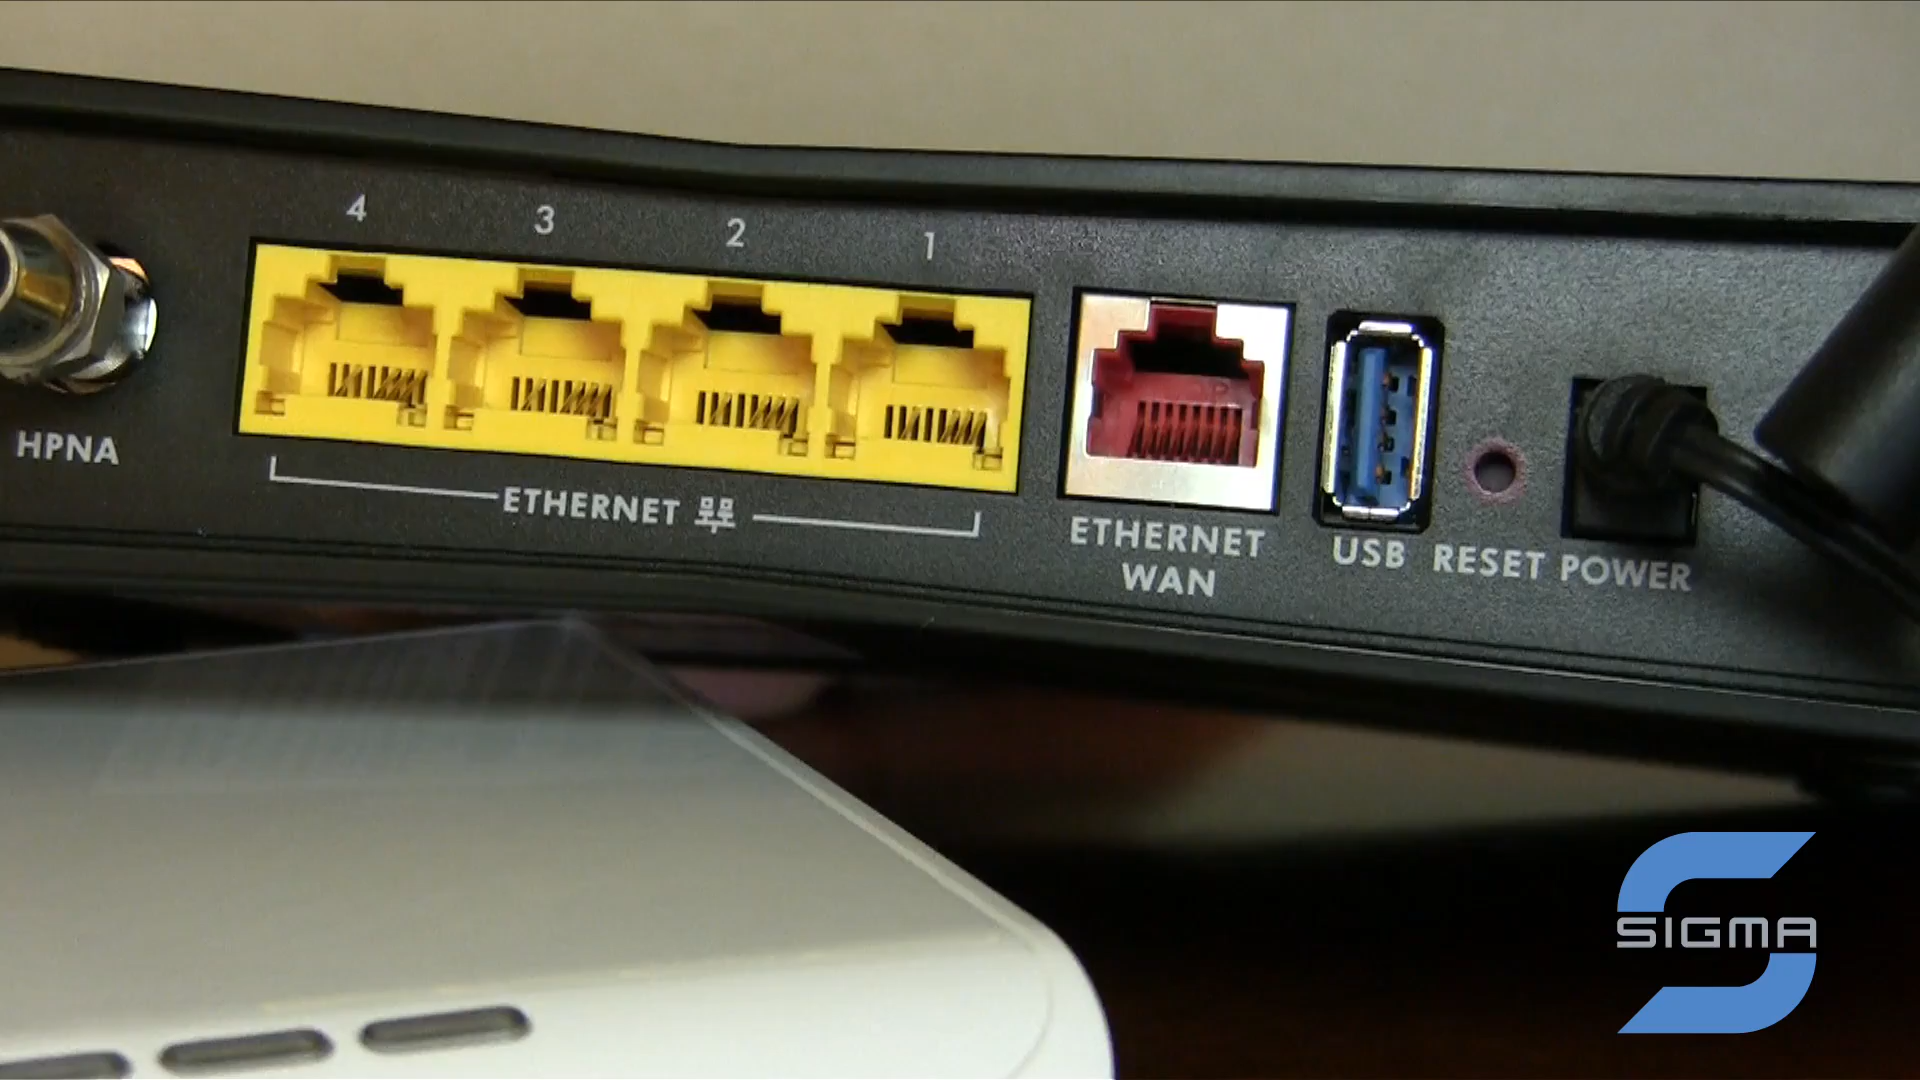 4 3 2 1
HPNA
ETHERNET
ETHERNET
WAN
USB
RESET
POWER
SIGMA